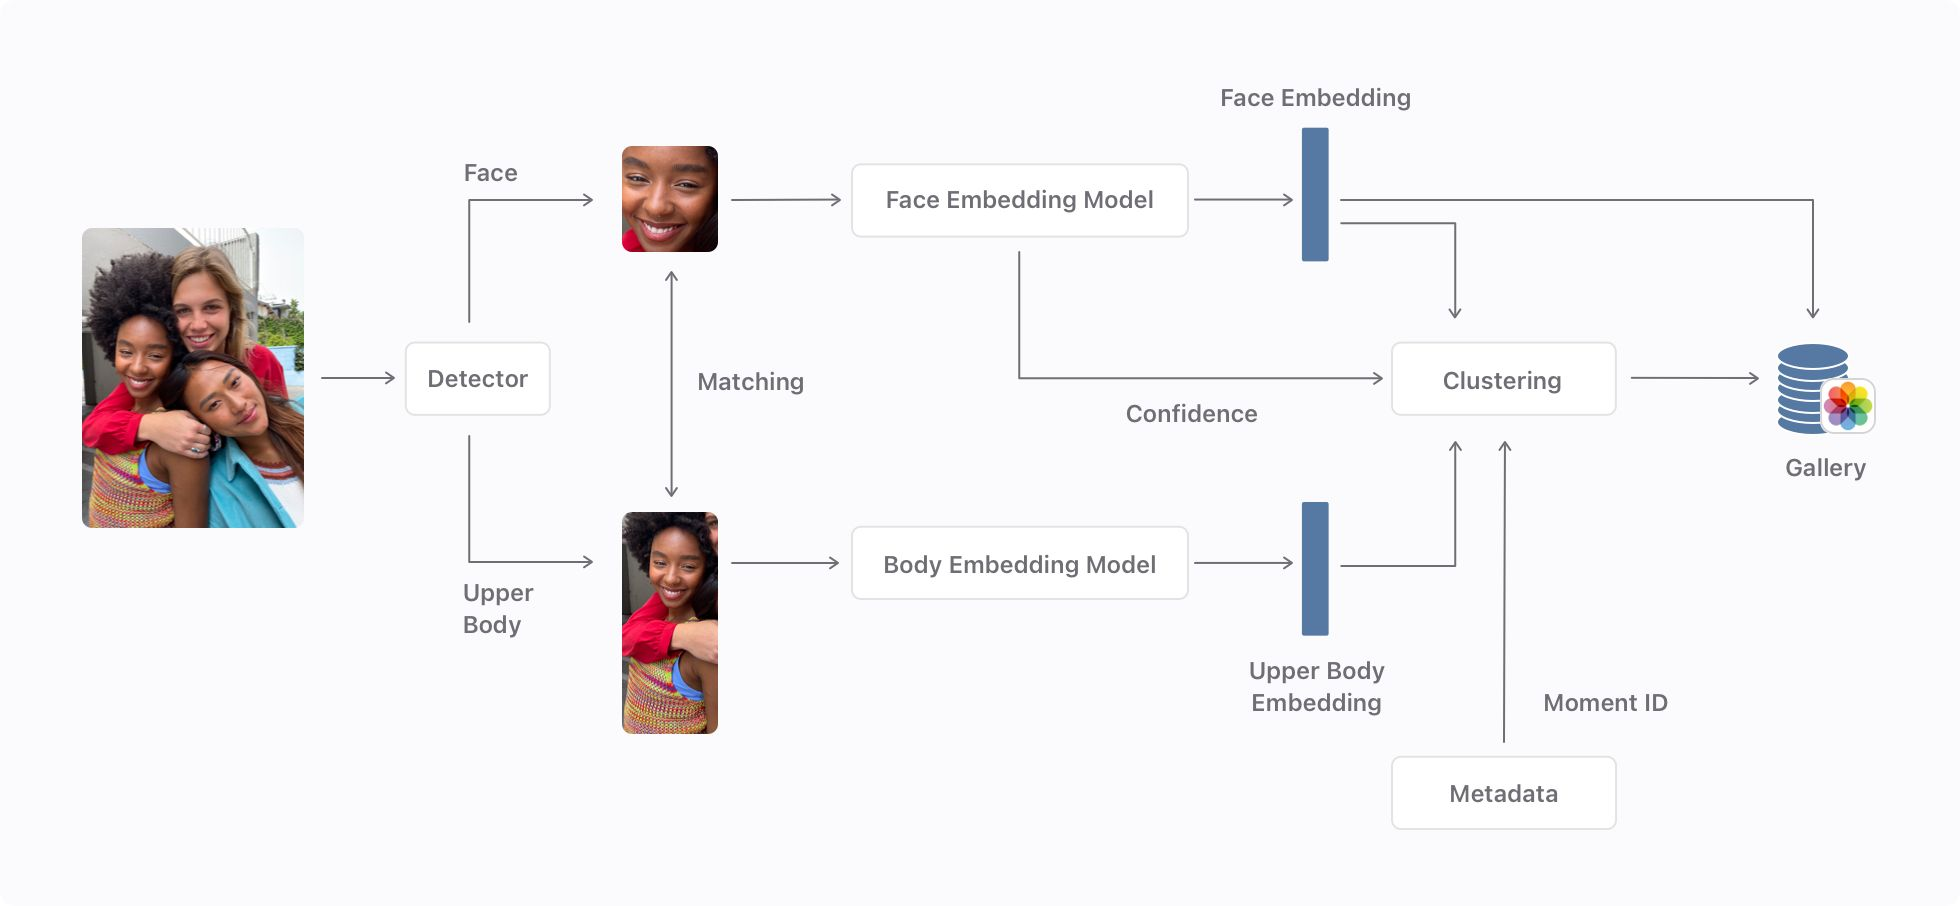 Face Embedding
Face
Face Embedding Model
Detector
Matching
Clustering
Confidence
Gallery
Body Embedding Model
Upper
Body
Upper Body
Embedding
Moment ID
Metadata